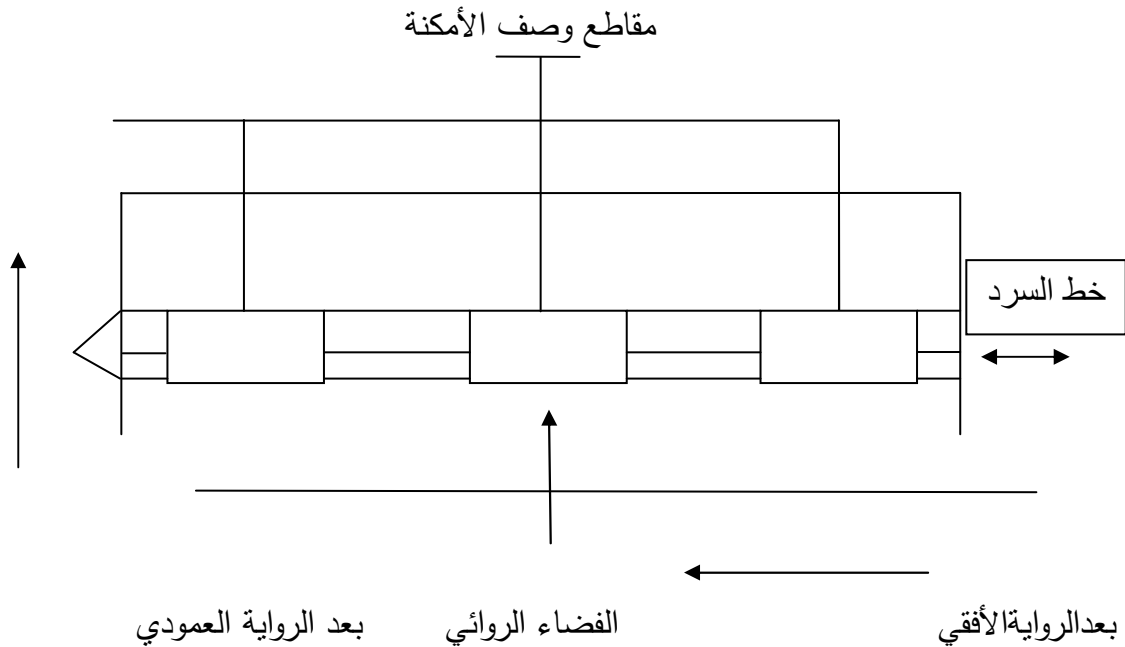 مقاطع وصف الأمكنة
خط السرد
بعدالروايةالأفقي
الفضاء الروائي
بعد الرواية العمودي